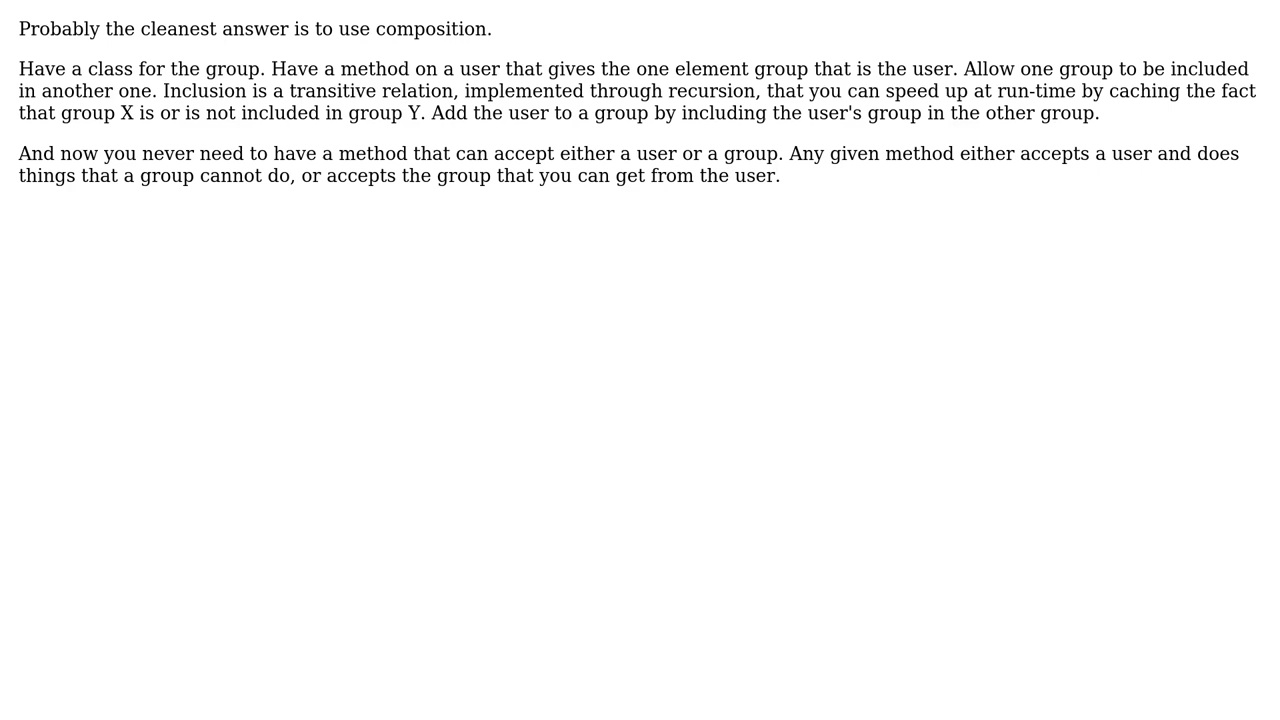 Probably the cleanest answer is to use composition.
Have a class for the group. Have a method on a user that gives the one element group that is the user. Allow one group to be included
in another one. Inclusion is a transitive relation, implemented through recursion, that you can speed up at run-time by caching the fact
that group X is or is not included in group Y. Add the user to a group by including the user's group in the other group.
And now you never need to have a method that can accept either a user or a group. Any given method either accepts a user and does
things that a group cannot do, or accepts the group that you can get from the user.